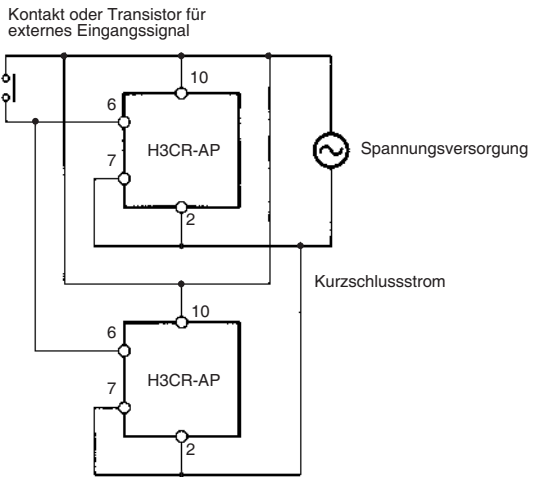 Kontakt oder Transistor für
externes Eingangssignal
10
6
H3CR-AP
7
Spannungsversorgung
2
Kurzschlussstrom
10
6
H3CR-AP
7
2